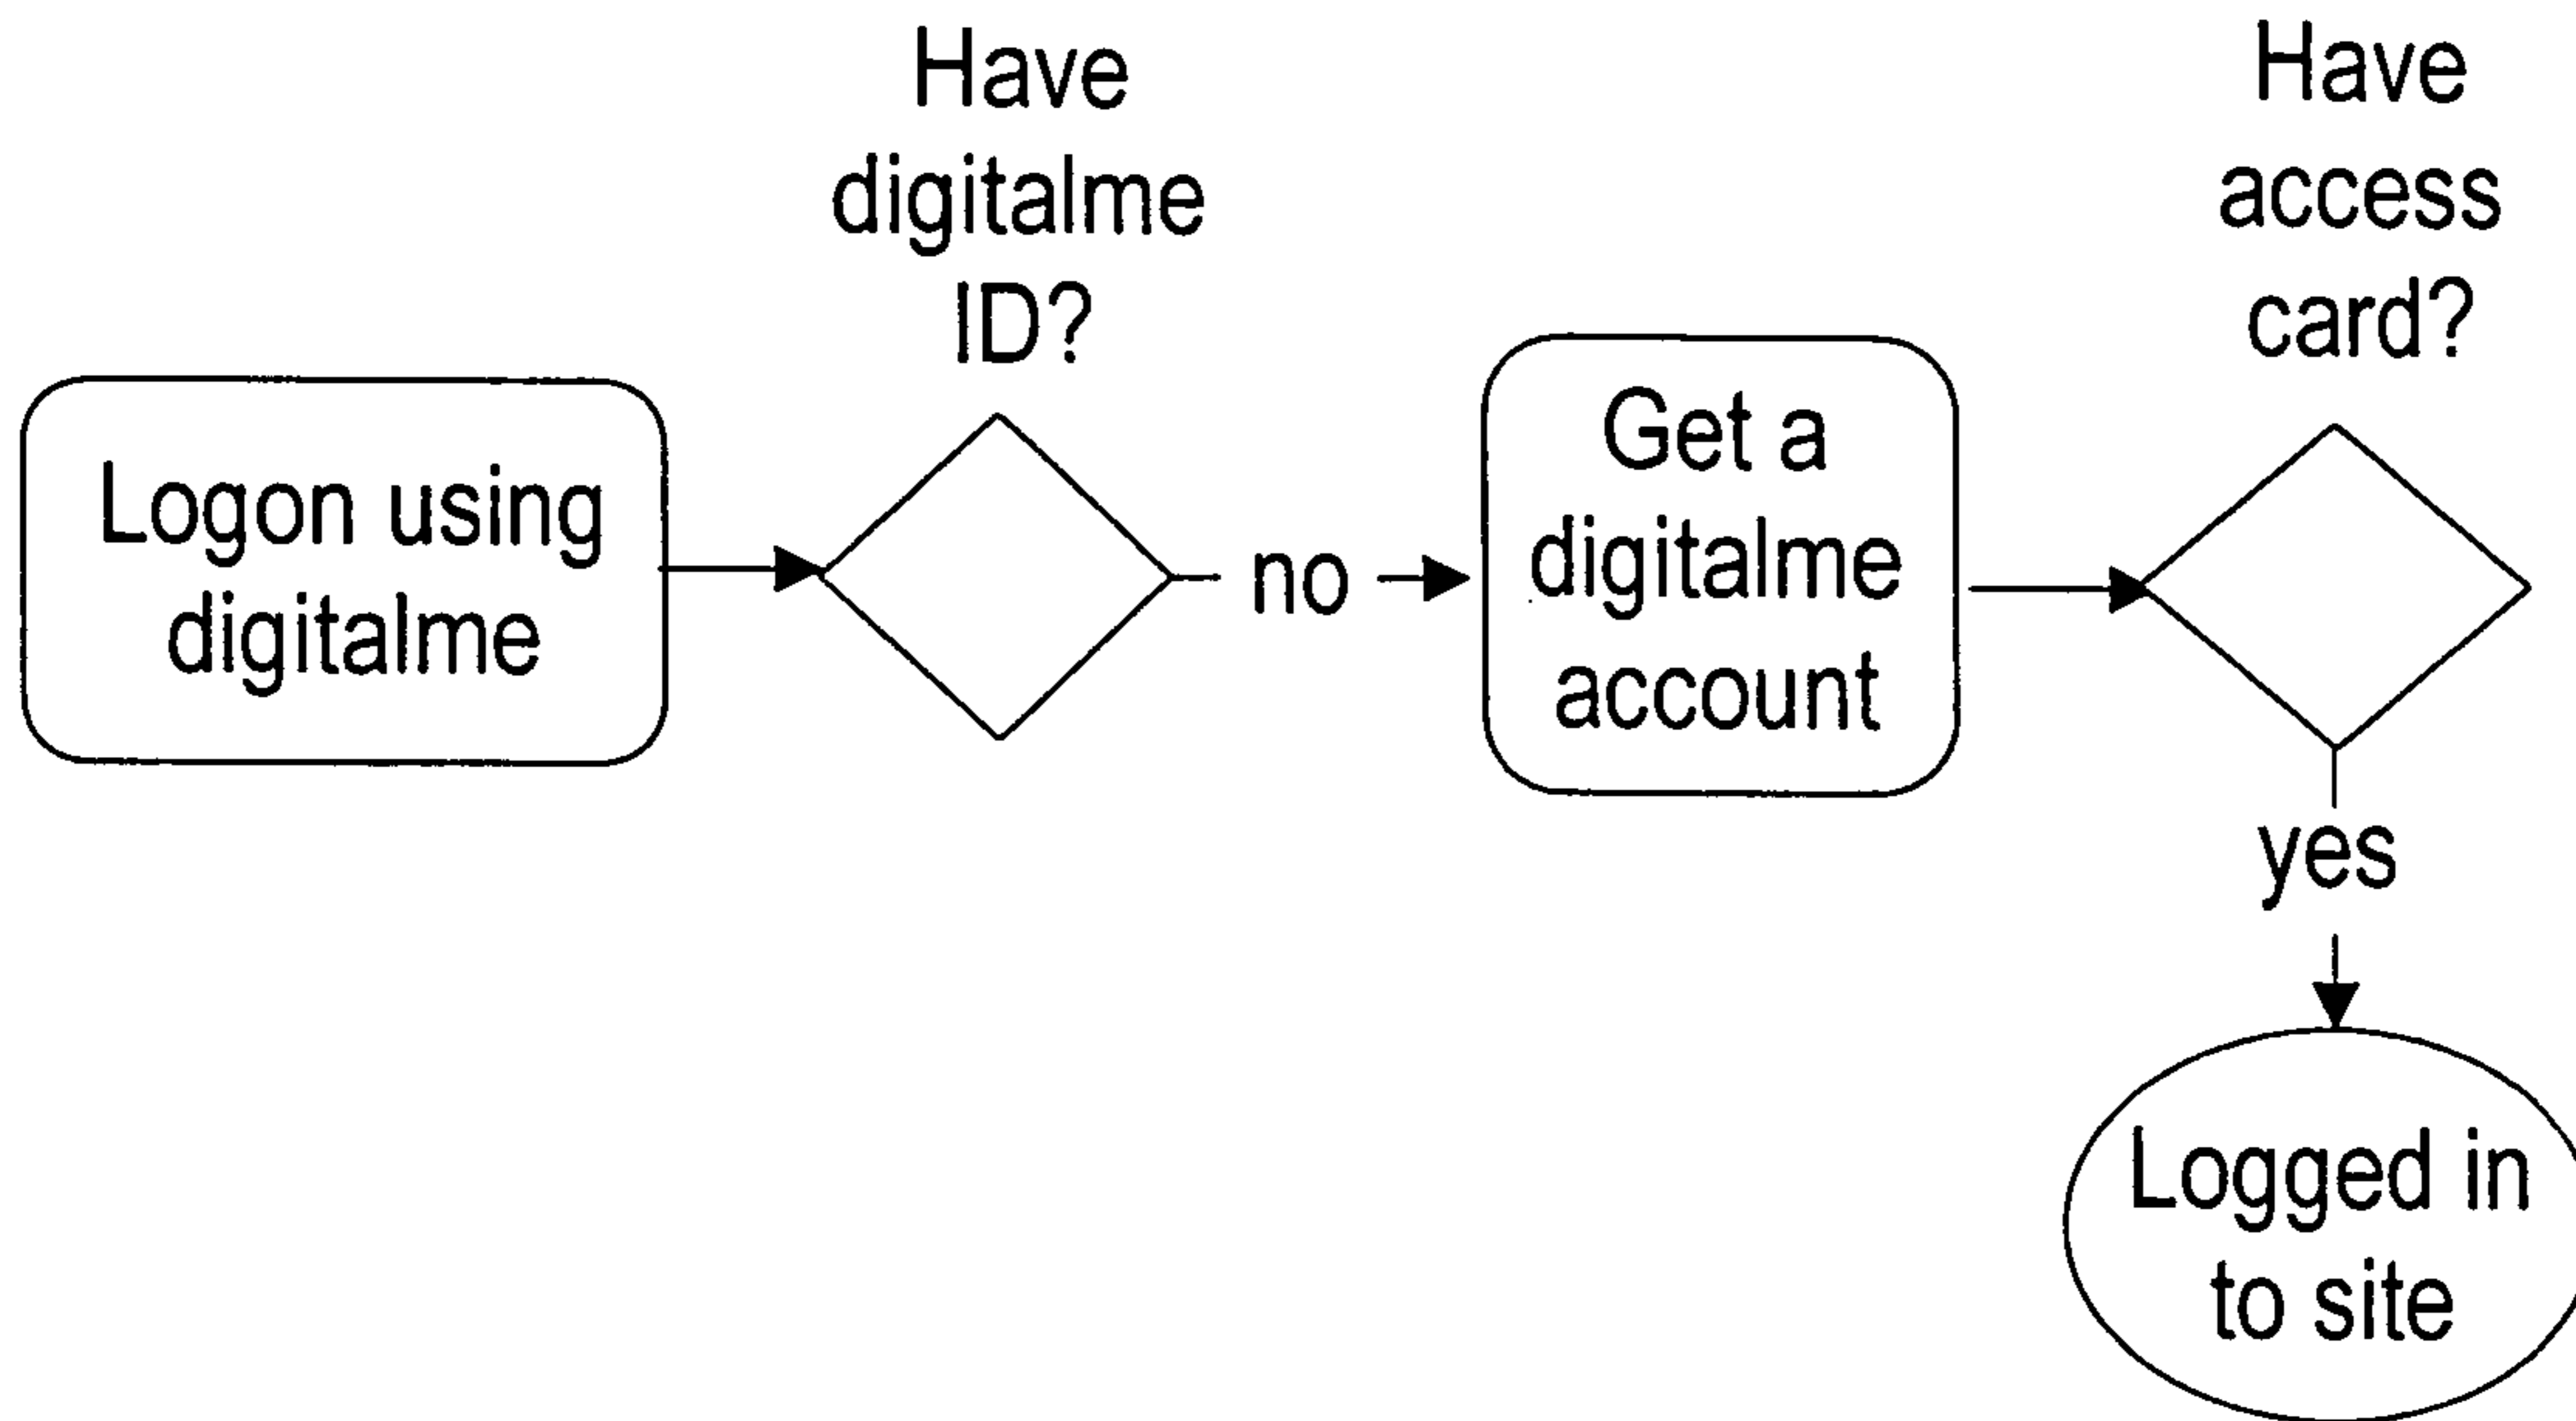 Have
digitalme
ID?
Have
access
card?
Logon using
digitalme
no
Get a
digitalme
account
yes
Logged in
to site